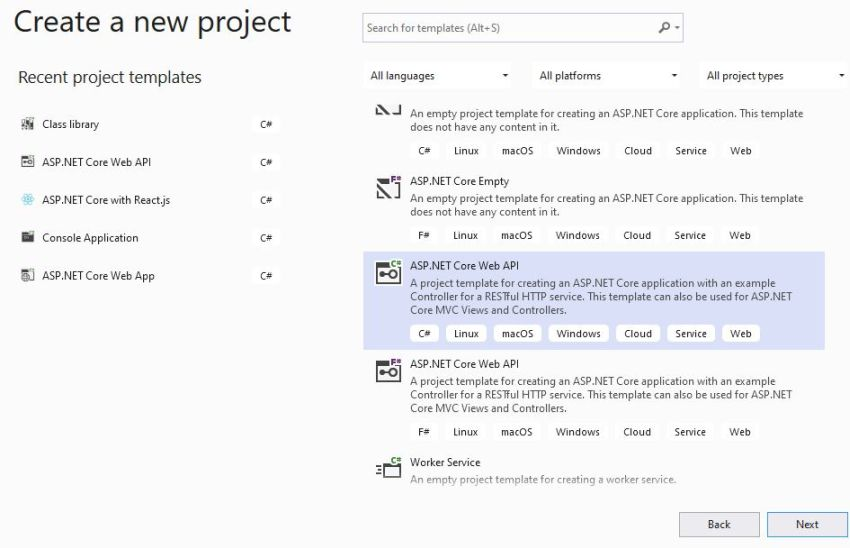 Create a new project
Search for templates (Alt+S)
Recent project templates
All languages
All platforms
All project types
Class library
C#
ASP.NET Core Web API
C#
ASP.NET Core with React.js
C#
Console Application
C#
ASP.NET Core Web App
C#
An empty project template for creating an ASP.NET Core application. This template
does not have any content in it.
C# Linux macOS Windows Cloud Service Web
F#
ASP.NET Core Empty
An empty project template for creating an ASP.NET Core application. This template
does not have any content in it.
F# Linux macOS Windows Cloud Service Web
C#
ASP.NET Core Web API
A project template for creating an ASP.NET Core application with an example
Controller for a RESTful HTTP service. This template can also be used for ASP.NET
Core MVC Views and Controllers.
C# Linux macOS Windows Cloud Service Web
F#
ASP.NET Core Web API
A project template for creating an ASP.NET Core application with an example
Controller for a RESTful HTTP service. This template can also be used for ASP.NET
Core MVC Views and Controllers.
F# Linux macOS Windows Cloud Service Web
C#
Worker Service
An empty project template for creating a worker service.
Back
Next